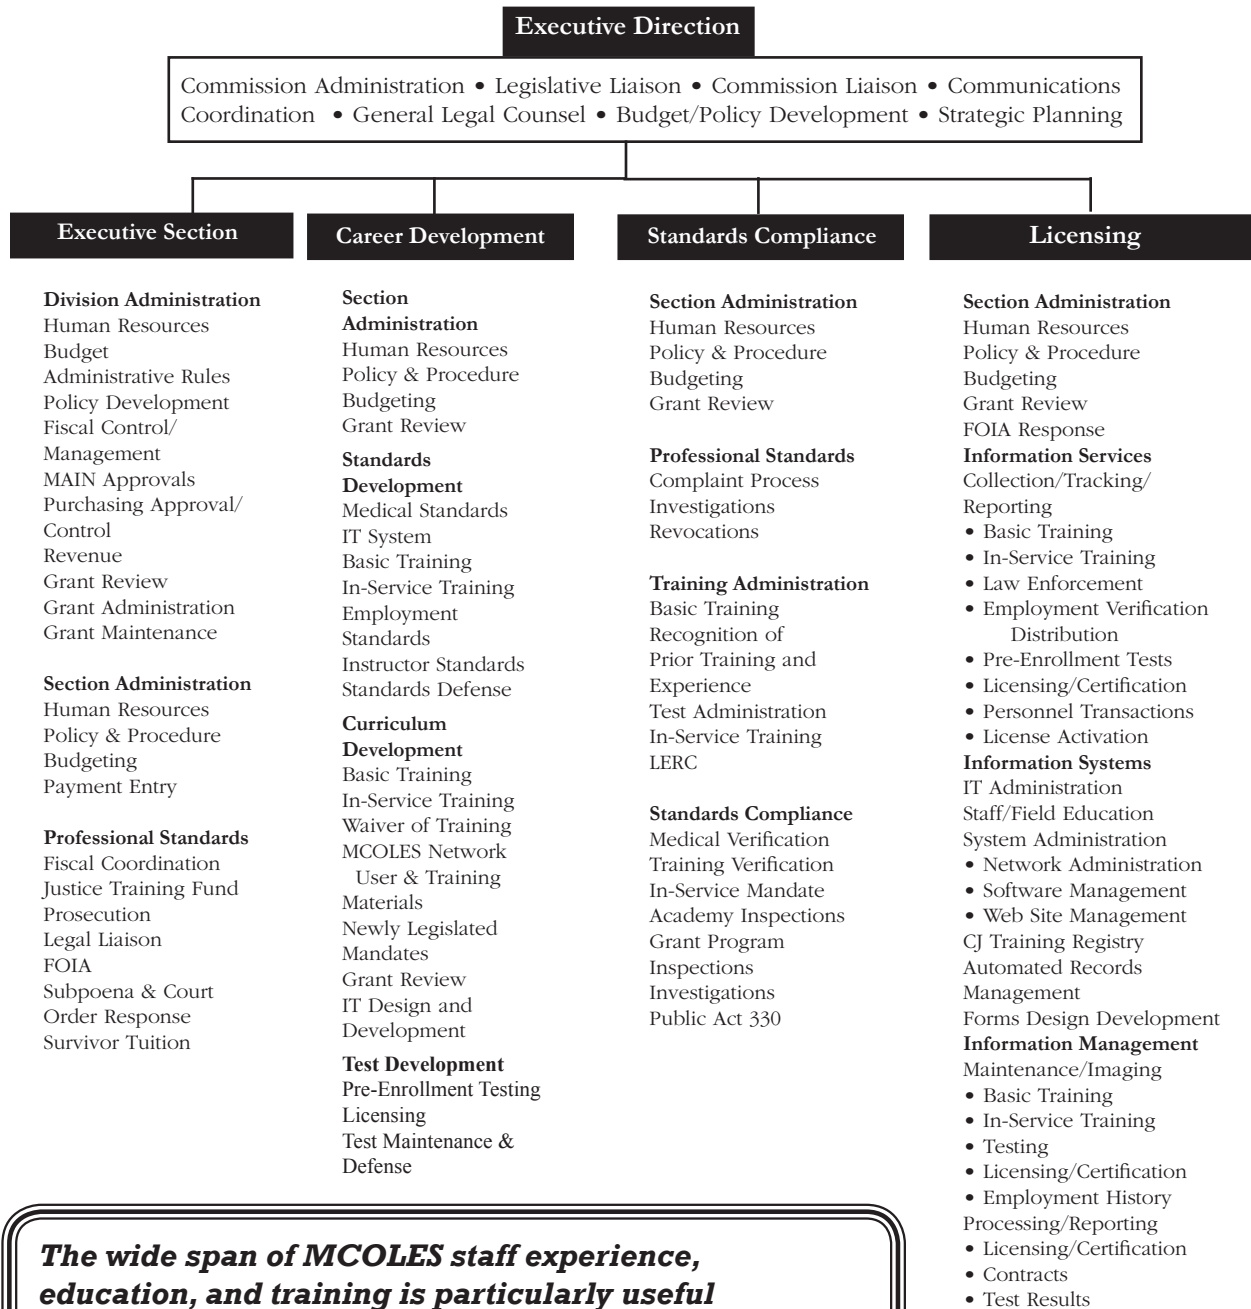 Executive Direction
Commission Administration • Legislative Liaison • Commission Liaison • Communications
Coordination • General Legal Counsel • Budget/Policy Development • Strategic Planning
Executive Section
Division Administration
Human Resources
Budget
Administrative Rules
Policy Development
Fiscal Control/
Management
MAIN Approvals
Purchasing Approval/
Control
Revenue
Grant Review
Grant Administration
Grant Maintenance
Section Administration
Human Resources
Policy & Procedure
Budgeting
Payment Entry
Professional Standards
Fiscal Coordination
Justice Training Fund
Prosecution
Legal Liaison
FOIA
Subpoena & Court
Order Response
Survivor Tuition
Career Development
Section
Administration
Human Resources
Policy & Procedure
Budgeting
Grant Review
Standards
Development
Medical Standards
IT System
Basic Training
In-Service Training
Employment
Standards
Instructor Standards
Standards Defense
Curriculum
Development
Basic Training
In-Service Training
Waiver of Training
MCOLES Network
User & Training
Materials
Newly Legislated
Mandates
Grant Review
IT Design and
Development
Test Development
Pre-Enrollment Testing
Licensing
Test Maintenance &
Defense
Standards Compliance
Section Administration
Human Resources
Policy & Procedure
Budgeting
Grant Review
Professional Standards
Complaint Process
Investigations
Revocations
Training Administration
Basic Training
Recognition of
Prior Training and
Experience
Test Administration
In-Service Training
LERC
Standards Compliance
Medical Verification
Training Verification
In-Service Mandate
Academy Inspections
Grant Program
Inspections
Investigations
Public Act 330
Licensing
Section Administration
Human Resources
Policy & Procedure
Budgeting
Grant Review
FOIA Response
Information Services
Collection/Tracking/
Reporting
• Basic Training
• In-Service Training
• Law Enforcement
• Employment Verification
Distribution
• Pre-Enrollment Tests
• Licensing/Certification
• Personnel Transactions
• License Activation
Information Systems
IT Administration
Staff/Field Education
System Administration
• Network Administration
• Software Management
• Web Site Management
CJ Training Registry
Automated Records
Management
Forms Design Development
Information Management
Maintenance/Imaging
• Basic Training
• In-Service Training
• Testing
• Licensing/Certification
• Employment History
Processing/Reporting
• Licensing/Certification
• Contracts
• Test Results
The wide span of MCOLES staff experience,
education, and training is particularly useful